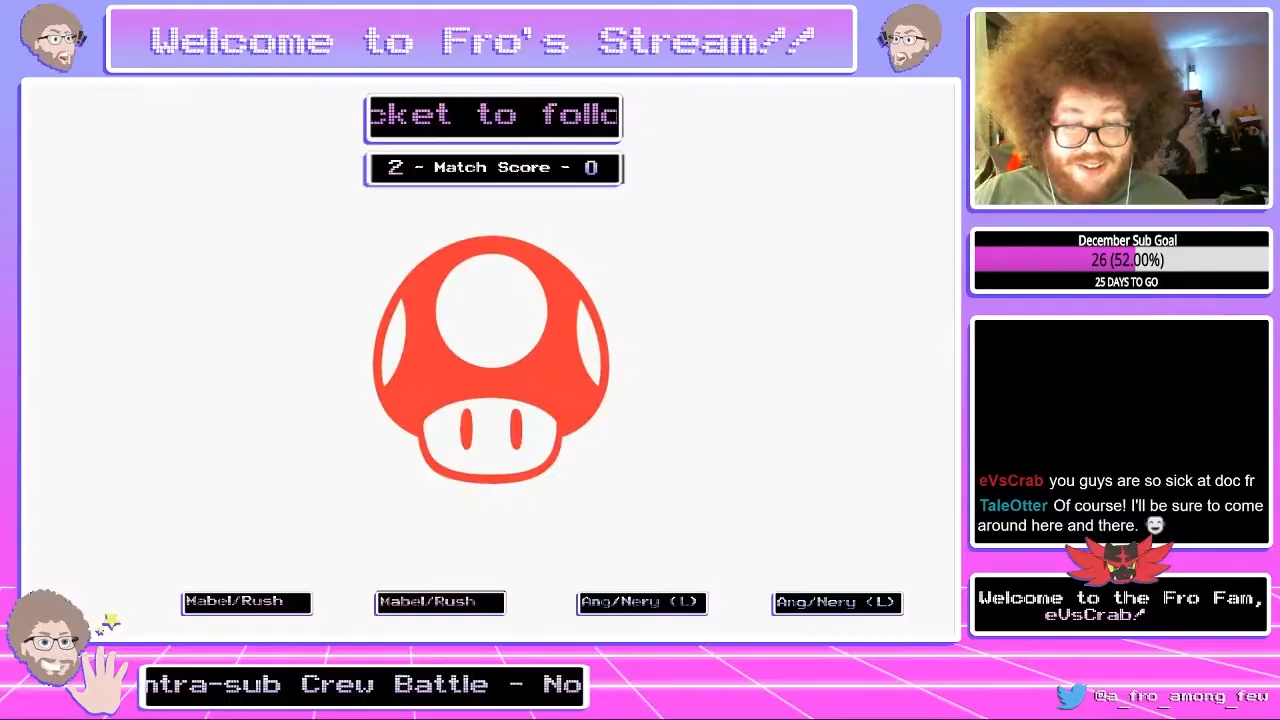 Welcome to Fro's Stream!!
cket to follo
2 - Match Score - 0
December Sub Goal
26 (52.00%)
25 DAYS TO GO
eVsCrab you guys are so sick at doc fr
TaleOtter Of course! I'll be sure to come
around here and there.
Mabel/Rush
Mabel/Rush
Ang/Nery (L)
Ang/Nery (L)
Welcome to the Fro Fam,
eVsCrab!
ntra-sub Crew Battle - No
@a_fro_among_few